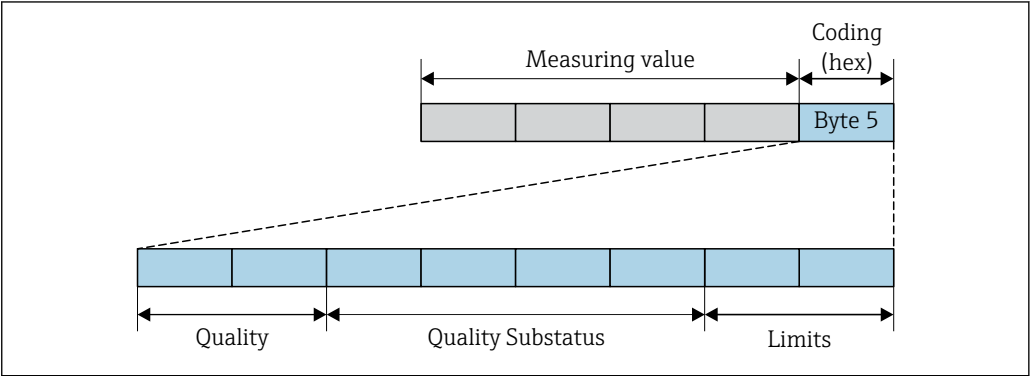 Measuring value
Coding
(hex)
Byte 5
Quality
Quality Substatus
Limits